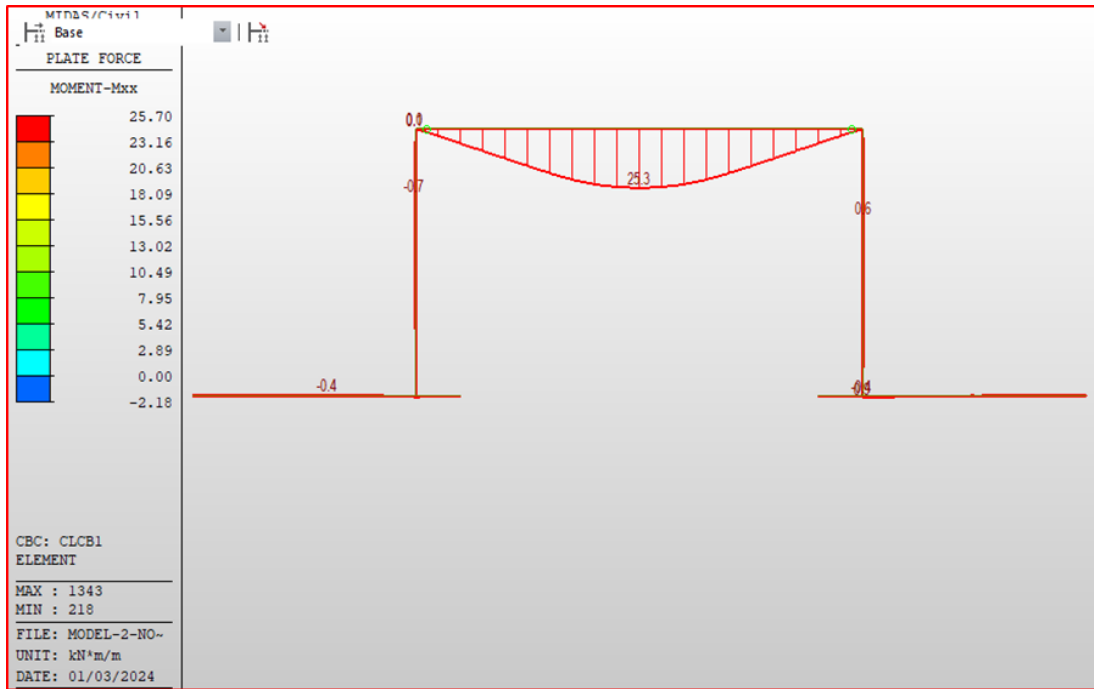 MIDAS/Civil
Base
PLATE FORCE
MOMENT-Mxx
25.70
23.16
20.63
18.09
15.56
13.02
10.49
7.95
5.42
2.89
0.00
-2.18
CBC: CLCB1
ELEMENT
MAX : 1343
MIN : 218
FILE: MODEL-2-NO~
UNIT: kN*m/m
DATE: 01/03/2024
-0.7
25.3
0.6
-0.4